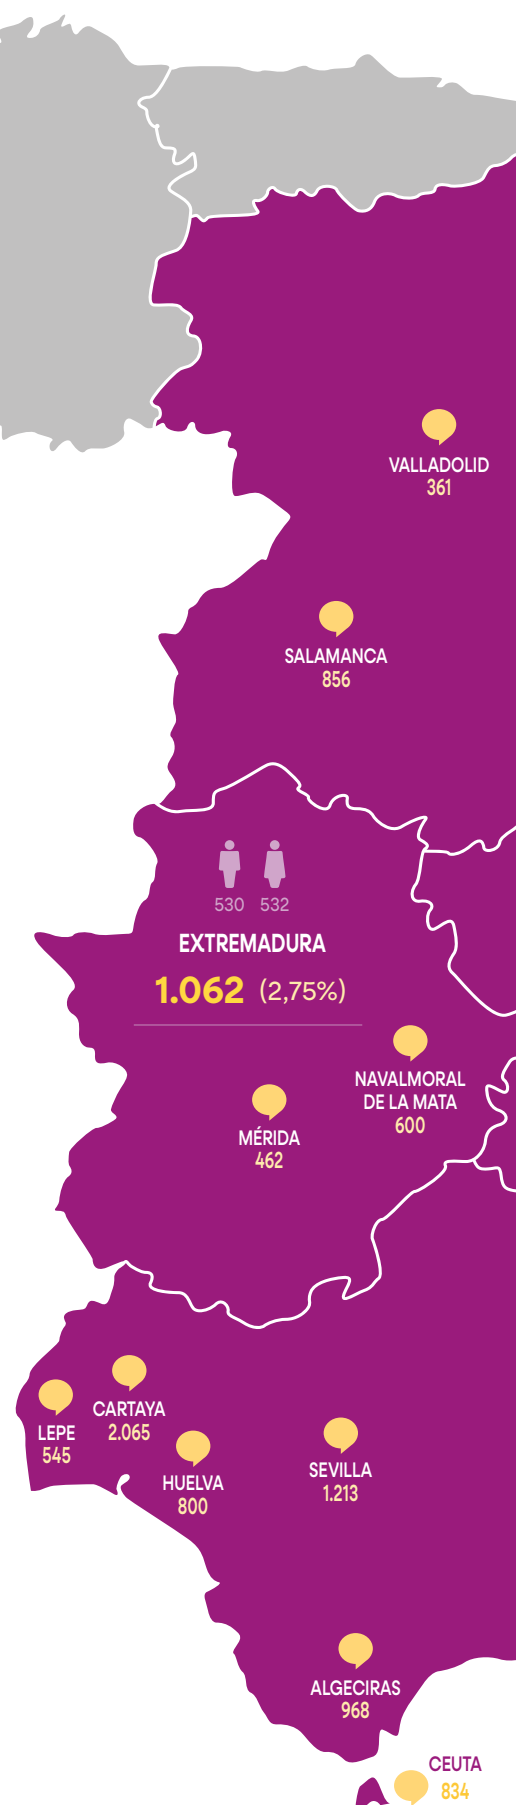 VALLADOLID
361
SALAMANCA
856
530 532
EXTREMADURA
1.062 (2,75%)
NAVALMORAL
DE LA MATA
600
MÉRIDA
462
CARTAYA
2.065
LEPE
545
HUELVA
800
SEVILLA
1.213
ALGECIRAS
968
CEUTA
834